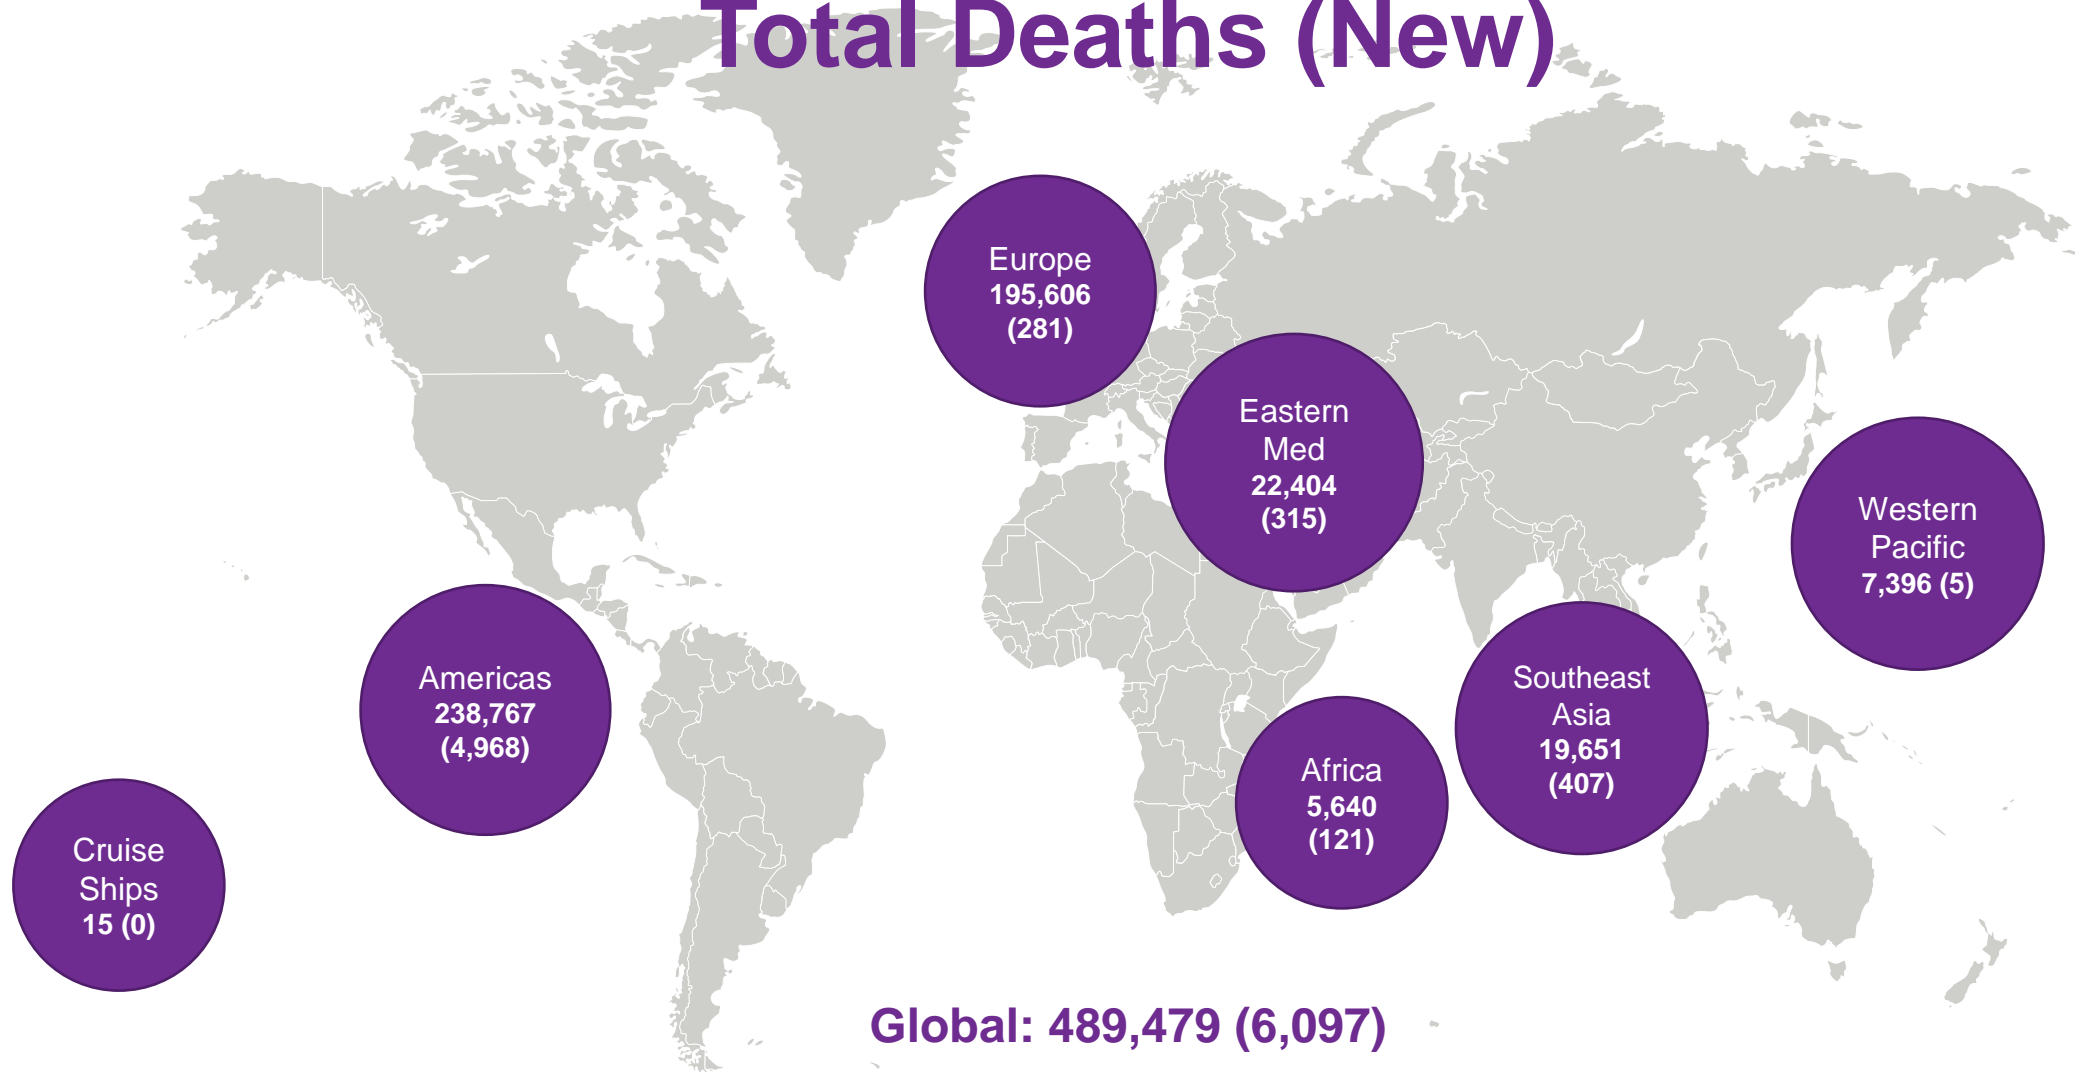 Total Deaths (New)
Europe
195,606
(281)
Eastern
Med
22,404
(315)
Western
Pacific
7,396 (5)
Americas
238,767
(4,968)
Southeast
Asia
19,651
(407)
Africa
5,640
(121)
Cruise
Ships
15 (0)
Global: 489,479 (6,097)